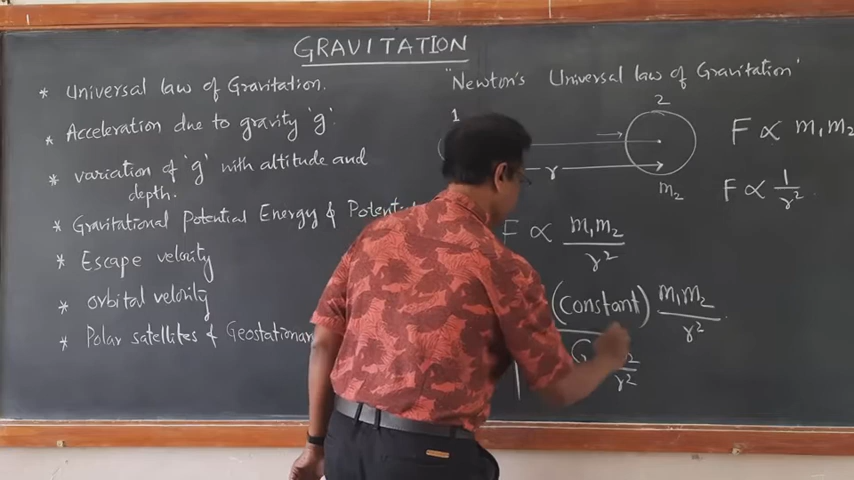 GRAVITATION
* Universal law of Gravitation.
* Acceleration due to gravity 'g'.
* variation of 'g' with altitude and
depth.
* Gravitational Potential Energy &
* Escape velocity
* orbital velocity
* Polar satellites &
"Newton's Universal law of Gravitation"
1
2
r
m₂
F ∝ m₁m₂
F ∝ 1/r²
F ∝ m₁m₂/r²
(Constant) m₁m₂/r²
G
r²